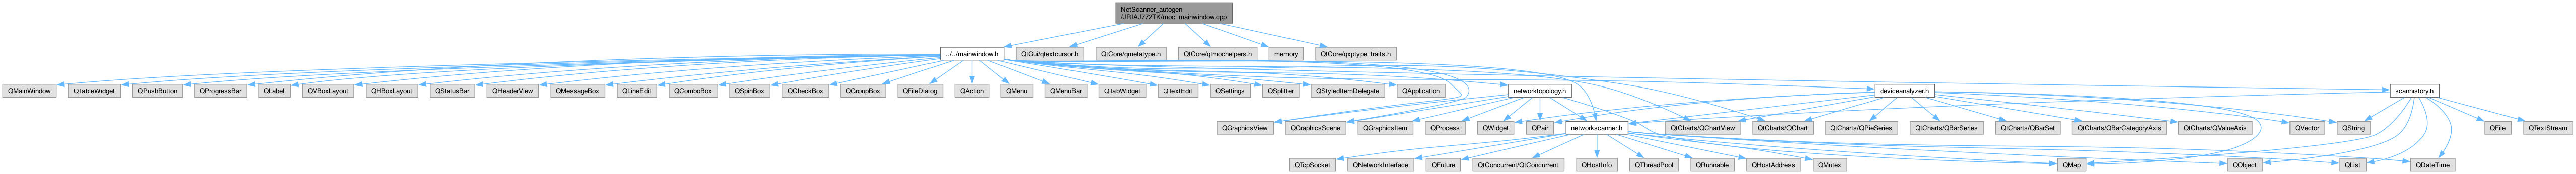 NetScanner_autogen
/JRIAJ772TK/moc_mainwindow.cpp
../../mainwindow.h
QtGui/qtextcursor.h
QtCore/qmetatype.h
QtCore/qtmochelpers.h
memory
QtCore/qxptype_traits.h
QMainWindow
QTableWidget
QPushButton
QProgressBar
QLabel
QVBoxLayout
QHBoxLayout
QStatusBar
QHeaderView
QMessageBox
QLineEdit
QComboBox
QSpinBox
QCheckBox
QGroupBox
QFileDialog
QAction
QMenu
QMenuBar
QTabWidget
QTextEdit
QSettings
QSplitter
QStyledItemDelegate
QApplication
networktopology.h
deviceanalyzer.h
scanhistory.h
QGraphicsView
QGraphicsScene
QGraphicsItem
QProcess
QWidget
QPair
networkscanner.h
QtCharts/QChartView
QtCharts/QChart
QtCharts/QPieSeries
QtCharts/QBarSeries
QtCharts/QBarSet
QtCharts/QBarCategoryAxis
QtCharts/QValueAxis
QVector
QString
QFile
QTextStream
QTcpSocket
QNetworkInterface
QFuture
QtConcurrent/QtConcurrent
QHostInfo
QThreadPool
QRunnable
QHostAddress
QMutex
QMap
QObject
QList
QDateTime